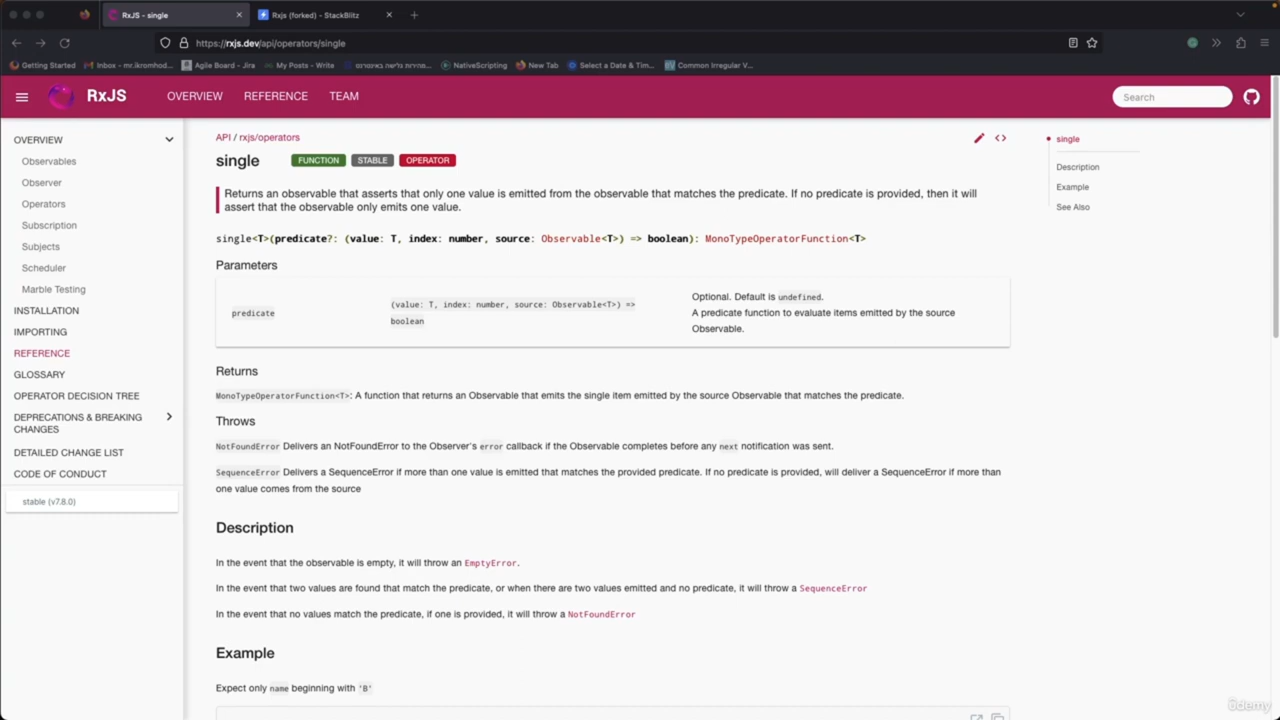 RxJS - single
Rxjs (forked) - StackBlitz
https://rxjs.dev/api/operators/single
Getting Started
Inbox - mr.ikromhod...
Agile Board - Jira
My Posts - Write
NativeScripting
New Tab
Select a Date & Tim...
Common Irregular V...
RxJS
OVERVIEW
REFERENCE
TEAM
Search
OVERVIEW
Observables
Observer
Operators
Subscription
Subjects
Scheduler
Marble Testing
INSTALLATION
IMPORTING
REFERENCE
GLOSSARY
OPERATOR DECISION TREE
DEPRECATIONS & BREAKING
CHANGES
DETAILED CHANGE LIST
CODE OF CONDUCT
stable (v7.8.0)
API / rxjs/operators
single FUNCTION STABLE OPERATOR
Returns an observable that asserts that only one value is emitted from the observable that matches the predicate. If no predicate is provided, then it will
assert that the observable only emits one value.
single<T>(predicate?: (value: T, index: number, source: Observable<T>) => boolean): MonoTypeOperatorFunction<T>
Parameters
predicate
(value: T, index: number, source: Observable<T>) =>
boolean
Optional. Default is undefined.
A predicate function to evaluate items emitted by the source
Observable.
Returns
MonoTypeOperatorFunction<T>: A function that returns an Observable that emits the single item emitted by the source Observable that matches the predicate.
Throws
NotFoundError Delivers an NotFoundError to the Observer's error callback if the Observable completes before any next notification was sent.
SequenceError Delivers a SequenceError if more than one value is emitted that matches the provided predicate. If no predicate is provided, will deliver a SequenceError if more than
one value comes from the source
Description
In the event that the observable is empty, it will throw an EmptyError.
In the event that two values are found that match the predicate, or when there are two values emitted and no predicate, it will throw a SequenceError
In the event that no values match the predicate, if one is provided, it will throw a NotFoundError
Example
Expect only name beginning with 'B'
single
Description
Example
See Also
ûdemy